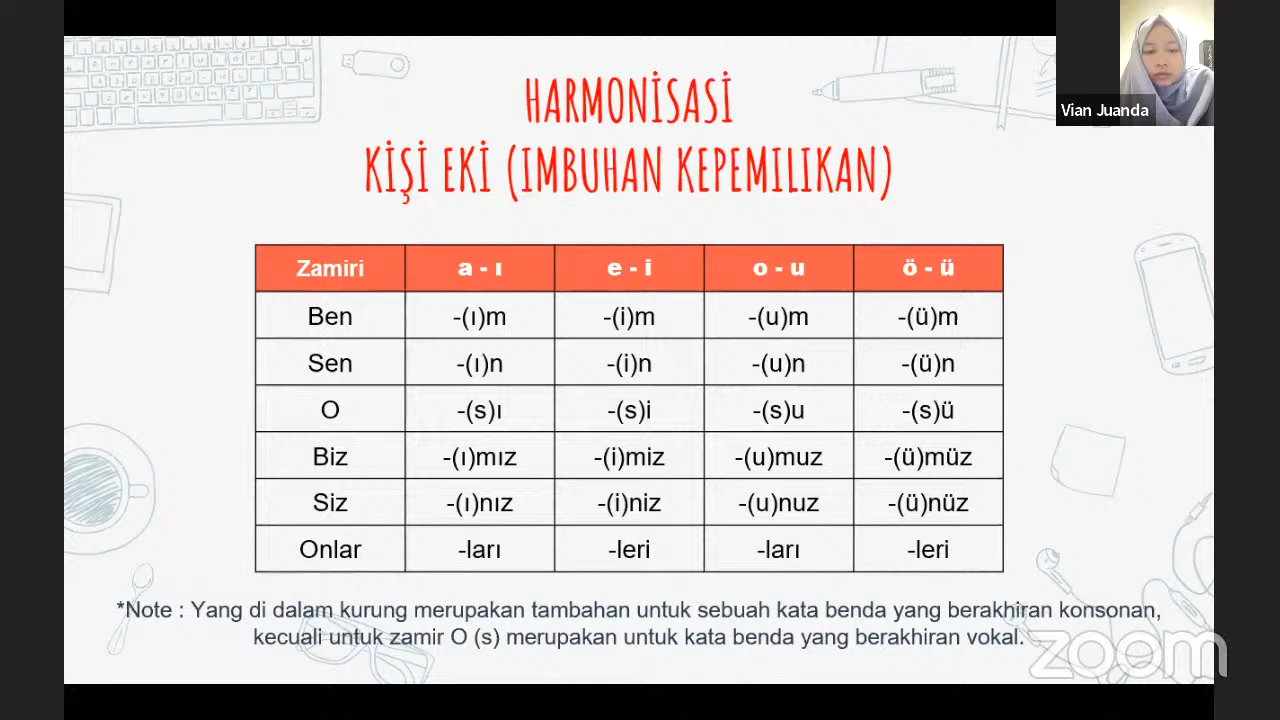 Vian Juanda
HARMONİSASİ
KİŞİ EKİ (IMBUHAN KEPEMILIKAN)
Zamiri a - ı e - i o - u ö - ü
Ben -(ı)m -(i)m -(u)m -(ü)m
Sen -(ı)n -(i)n -(u)n -(ü)n
O -(s)ı -(s)i -(s)u -(s)ü
Biz -(ı)mız -(i)miz -(u)muz -(ü)müz
Siz -(ı)nız -(i)niz -(u)nuz -(ü)nüz
Onlar -ları -leri -ları -leri
*Note : Yang di dalam kurung merupakan tambahan untuk sebuah kata benda yang berakhiran konsonan,
kecuali untuk zamir O (s) merupakan untuk kata benda yang berakhiran vokal.
zoom